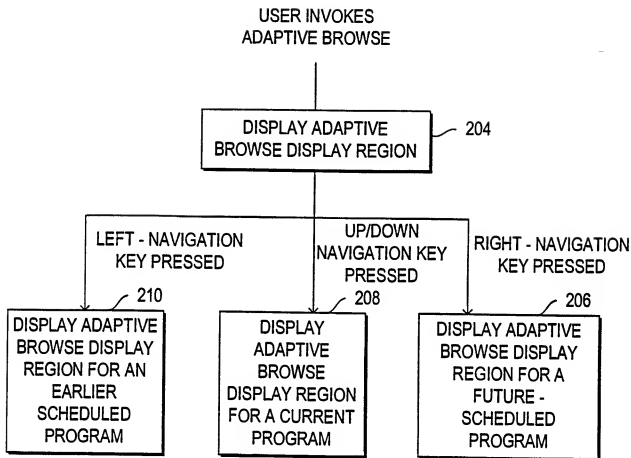 USER INVOKES
ADAPTIVE BROWSE
DISPLAY ADAPTIVE
BROWSE DISPLAY REGION
204
LEFT - NAVIGATION
KEY PRESSED
UP/DOWN
NAVIGATION KEY
PRESSED
RIGHT - NAVIGATION
KEY PRESSED
210
DISPLAY ADAPTIVE
BROWSE DISPLAY
REGION FOR AN
EARLIER
SCHEDULED
PROGRAM
208
DISPLAY
ADAPTIVE
BROWSE
DISPLAY REGION
FOR A CURRENT
PROGRAM
206
DISPLAY ADAPTIVE
BROWSE DISPLAY
REGION FOR A
FUTURE -
SCHEDULED
PROGRAM